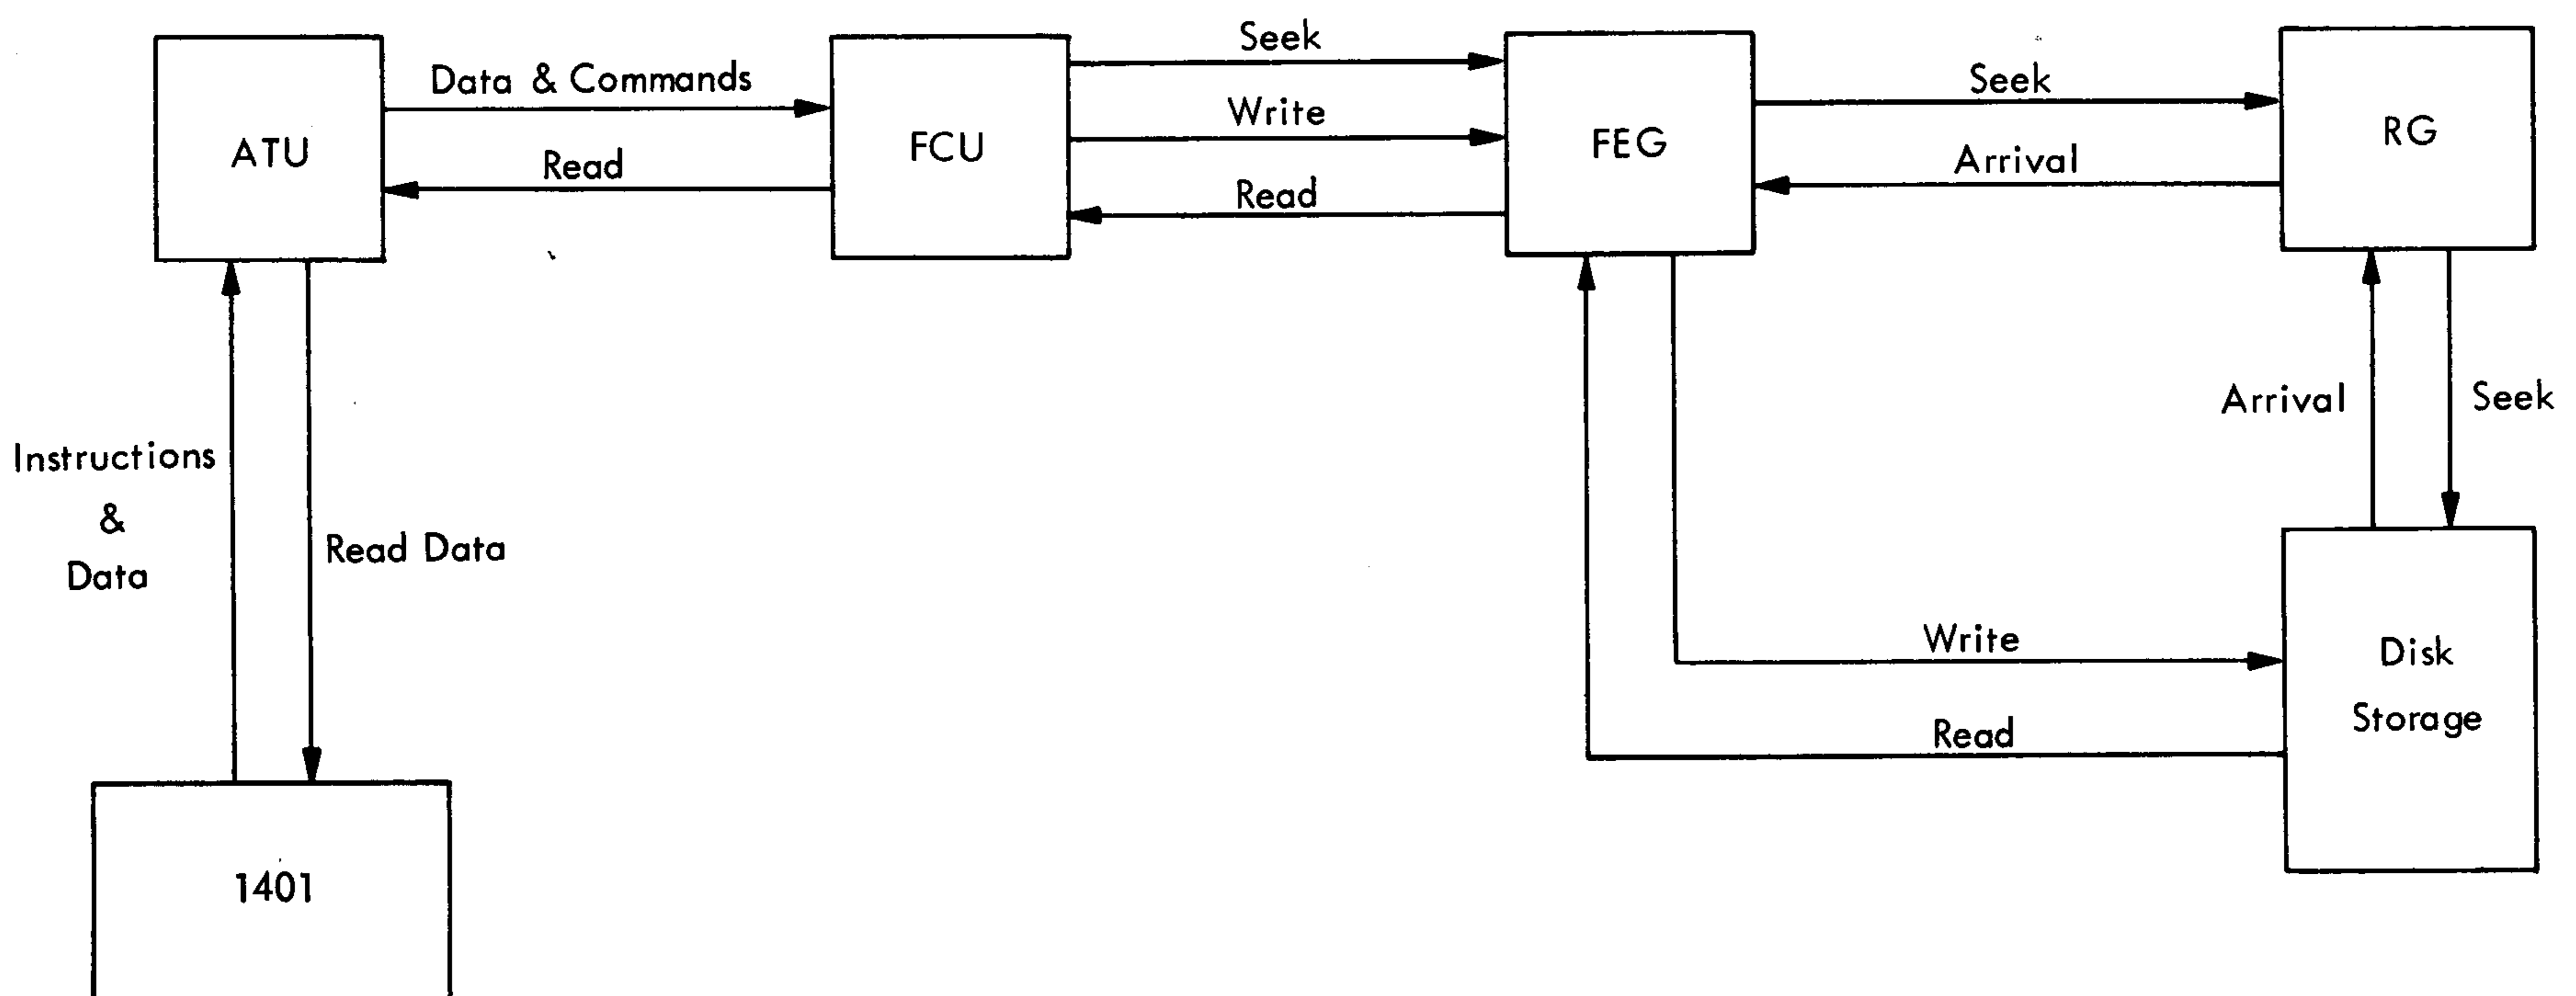 Seek
Data & Commands
Seek
Write
ATU
FCU
FEG
RG
Read
Read
Arrival
Arrival
Seek
Instructions
&
Data
Read Data
Write
Disk
Storage
Read
1401